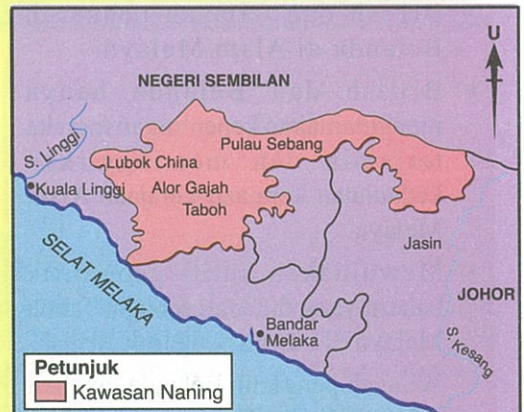 U
NEGERI SEMBILAN
Pulau Sebang
S. Linggi
Lubok China
Kuala Linggi
Alor Gajah
Taboh
Jasin
SELAT MELAKA
JOHOR
Bandar
Melaka
S. Kesang
Petunjuk
Kawasan Naning